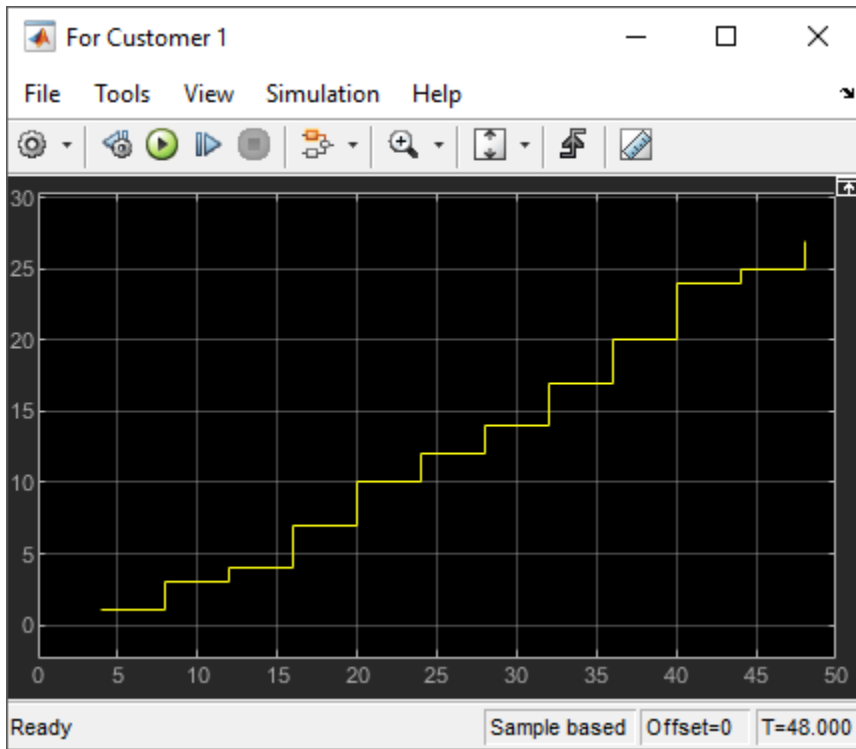 For Customer 1
File Tools View Simulation Help
30
25
20
15
10
5
0
0 5 10 15 20 25 30 35 40 45 50
Ready Sample based Offset=0 T=48.000